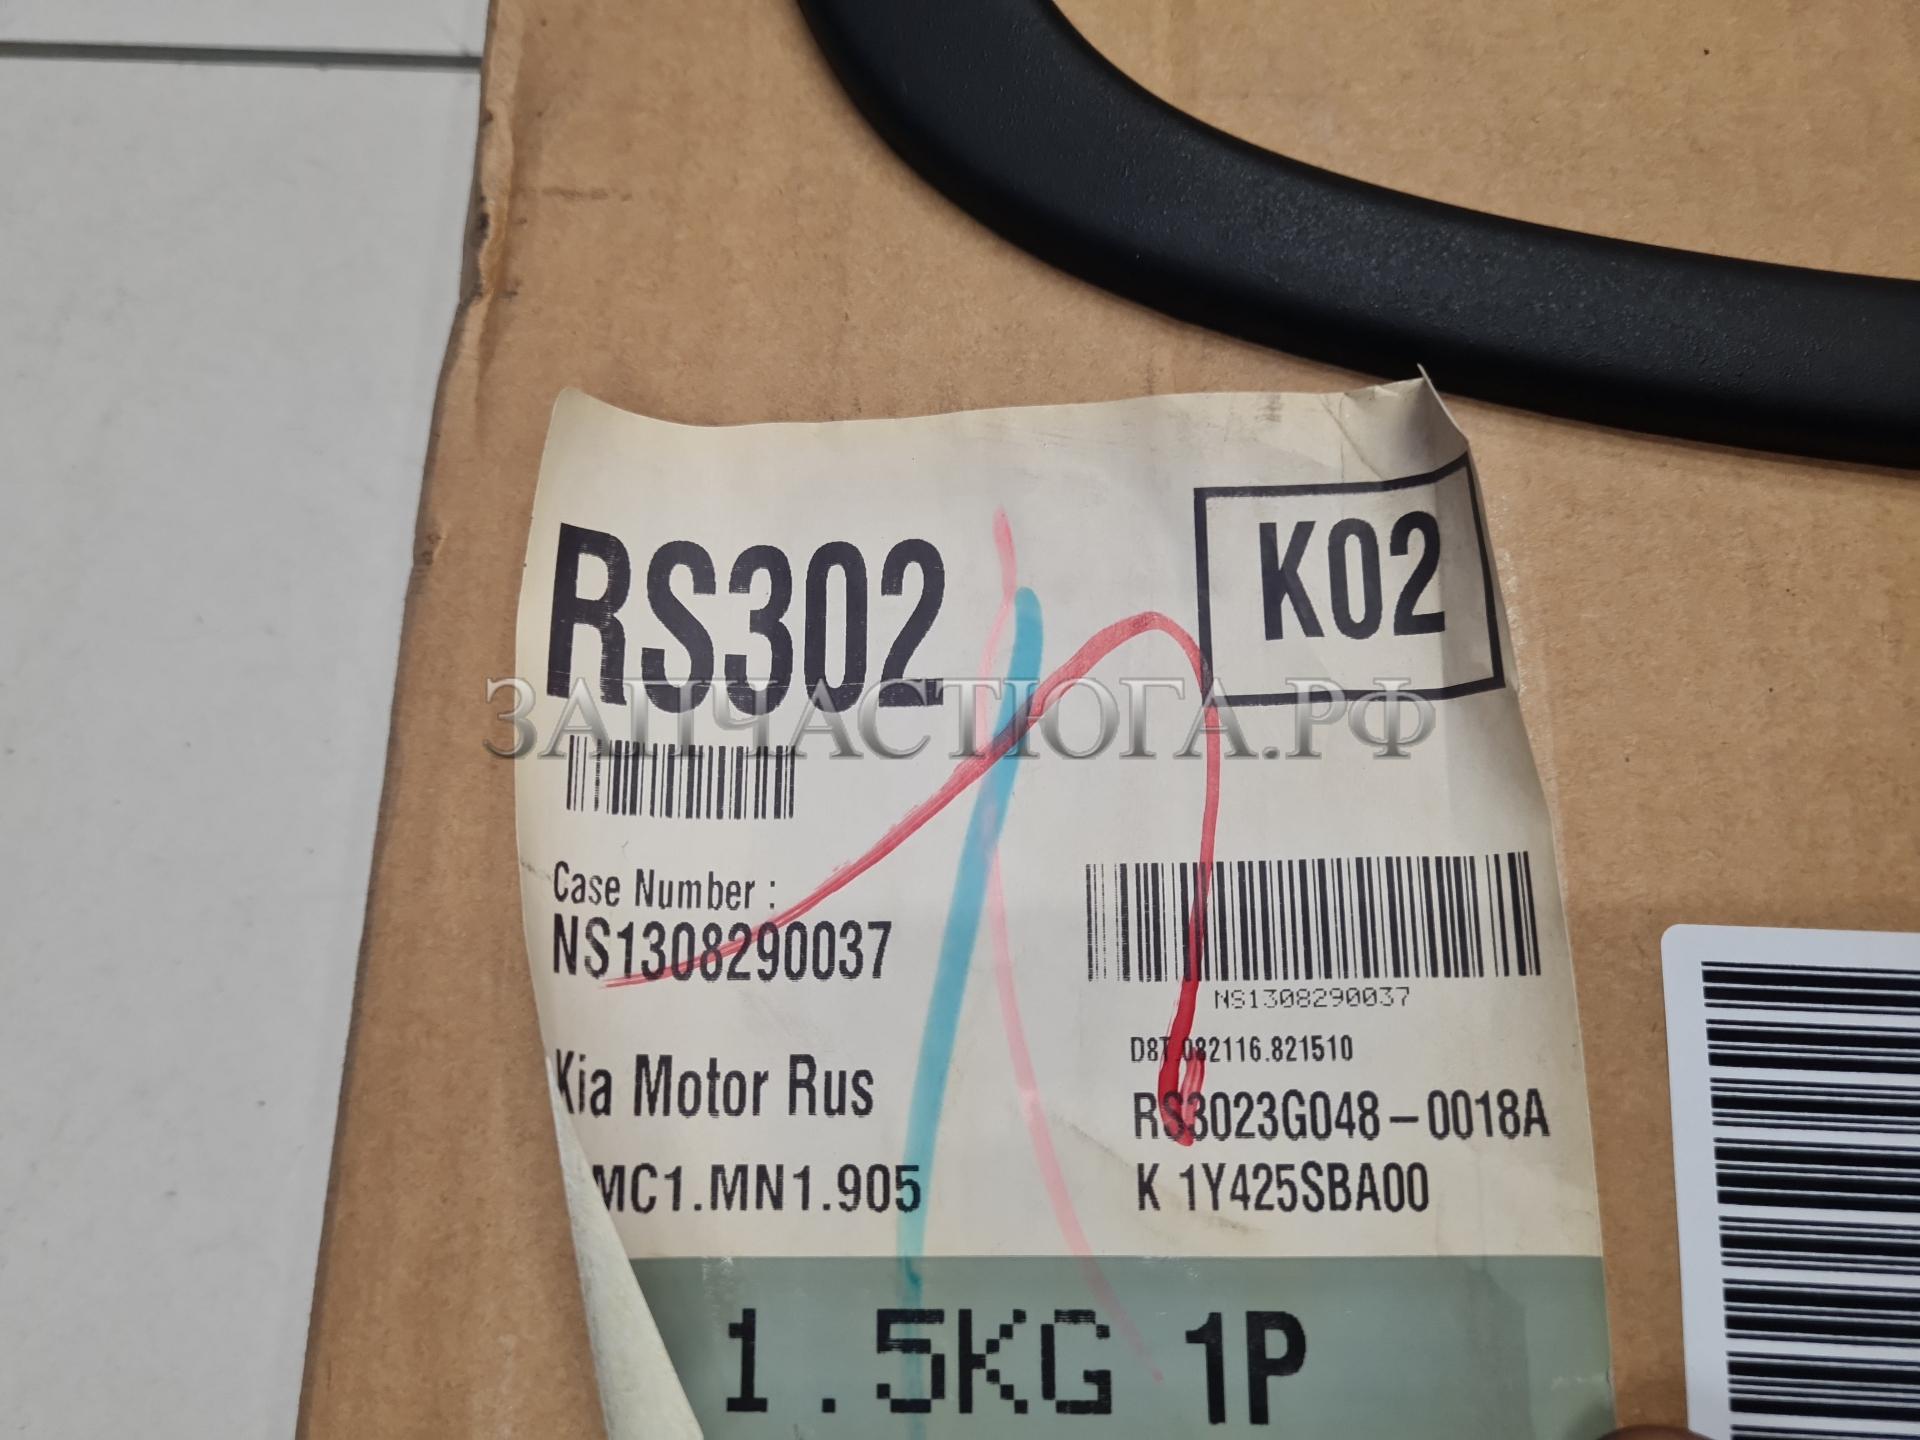 RS302
K02
ЗАПЧАСТЮГА.РФ
Case Number :
NS1308290037
NS1308290037
D8T.082116.821510
Kia Motor Rus
RS3023G048-0018A
MC1.MN1.905
K 1Y425SBA00
1.5KG 1P